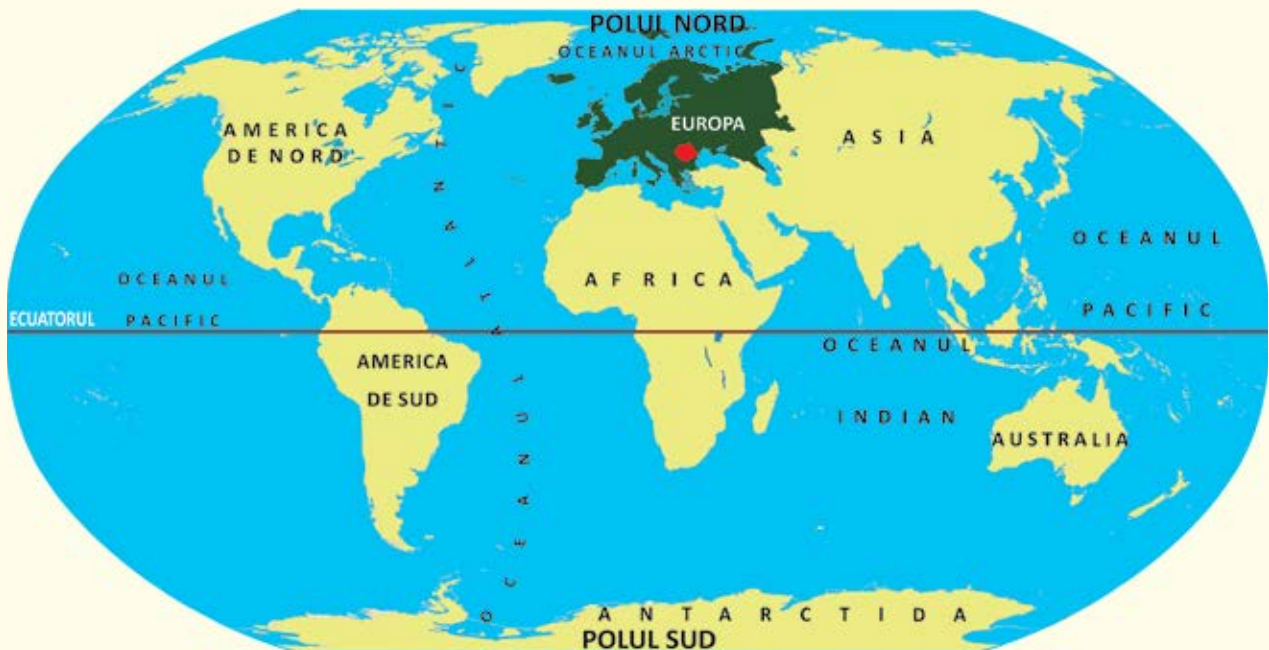 POLUL NORD
OCEANUL ARCTIC
AMERICA
DE NORD
EUROPA
ASIA
OCEANUL
PACIFIC
AFRICA
OCEANUL
PACIFIC
ECUATORUL
OCEANUL ATLANTIC
AMERICA
DE SUD
OCEANUL
INDIAN
AUSTRALIA
ANTARCTIDA
POLUL SUD